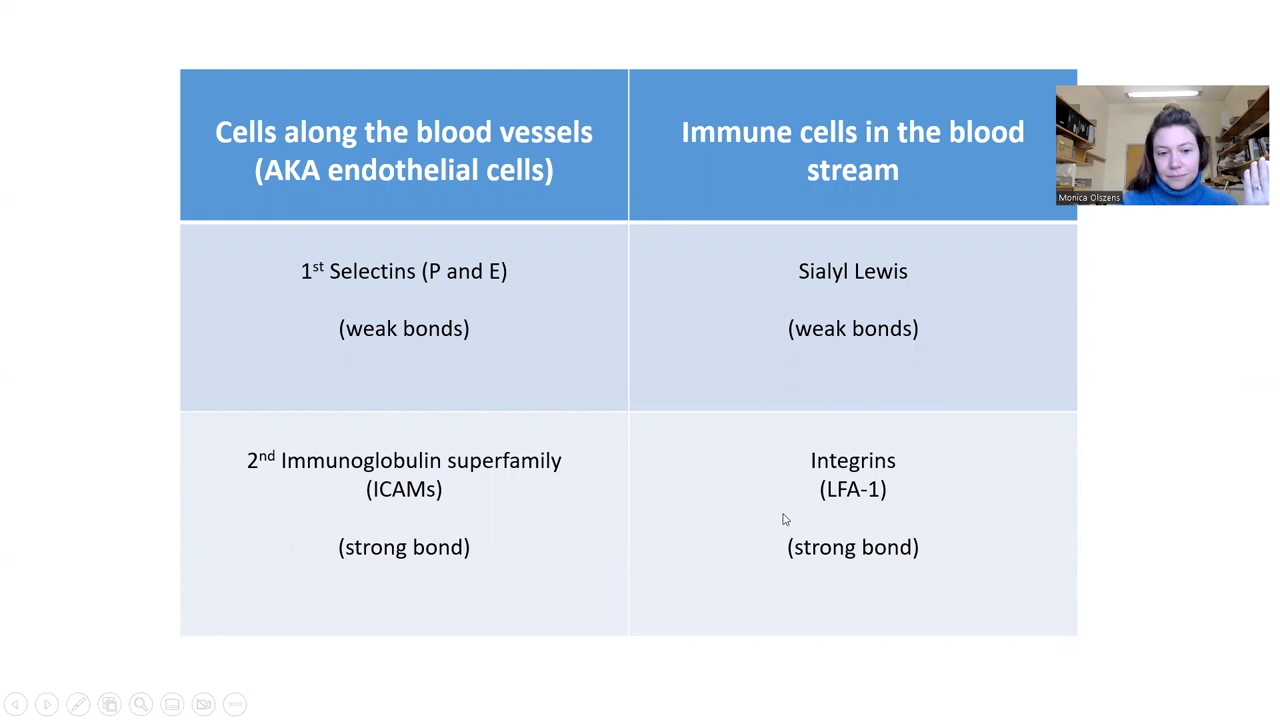 Cells along the blood vessels
(AKA endothelial cells)
Immune cells in the blood
stream
Monica Olszens
1st Selectins (P and E)
(weak bonds)
Sialyl Lewis
(weak bonds)
2nd Immunoglobulin superfamily
(ICAMs)
(strong bond)
Integrins
(LFA-1)
(strong bond)